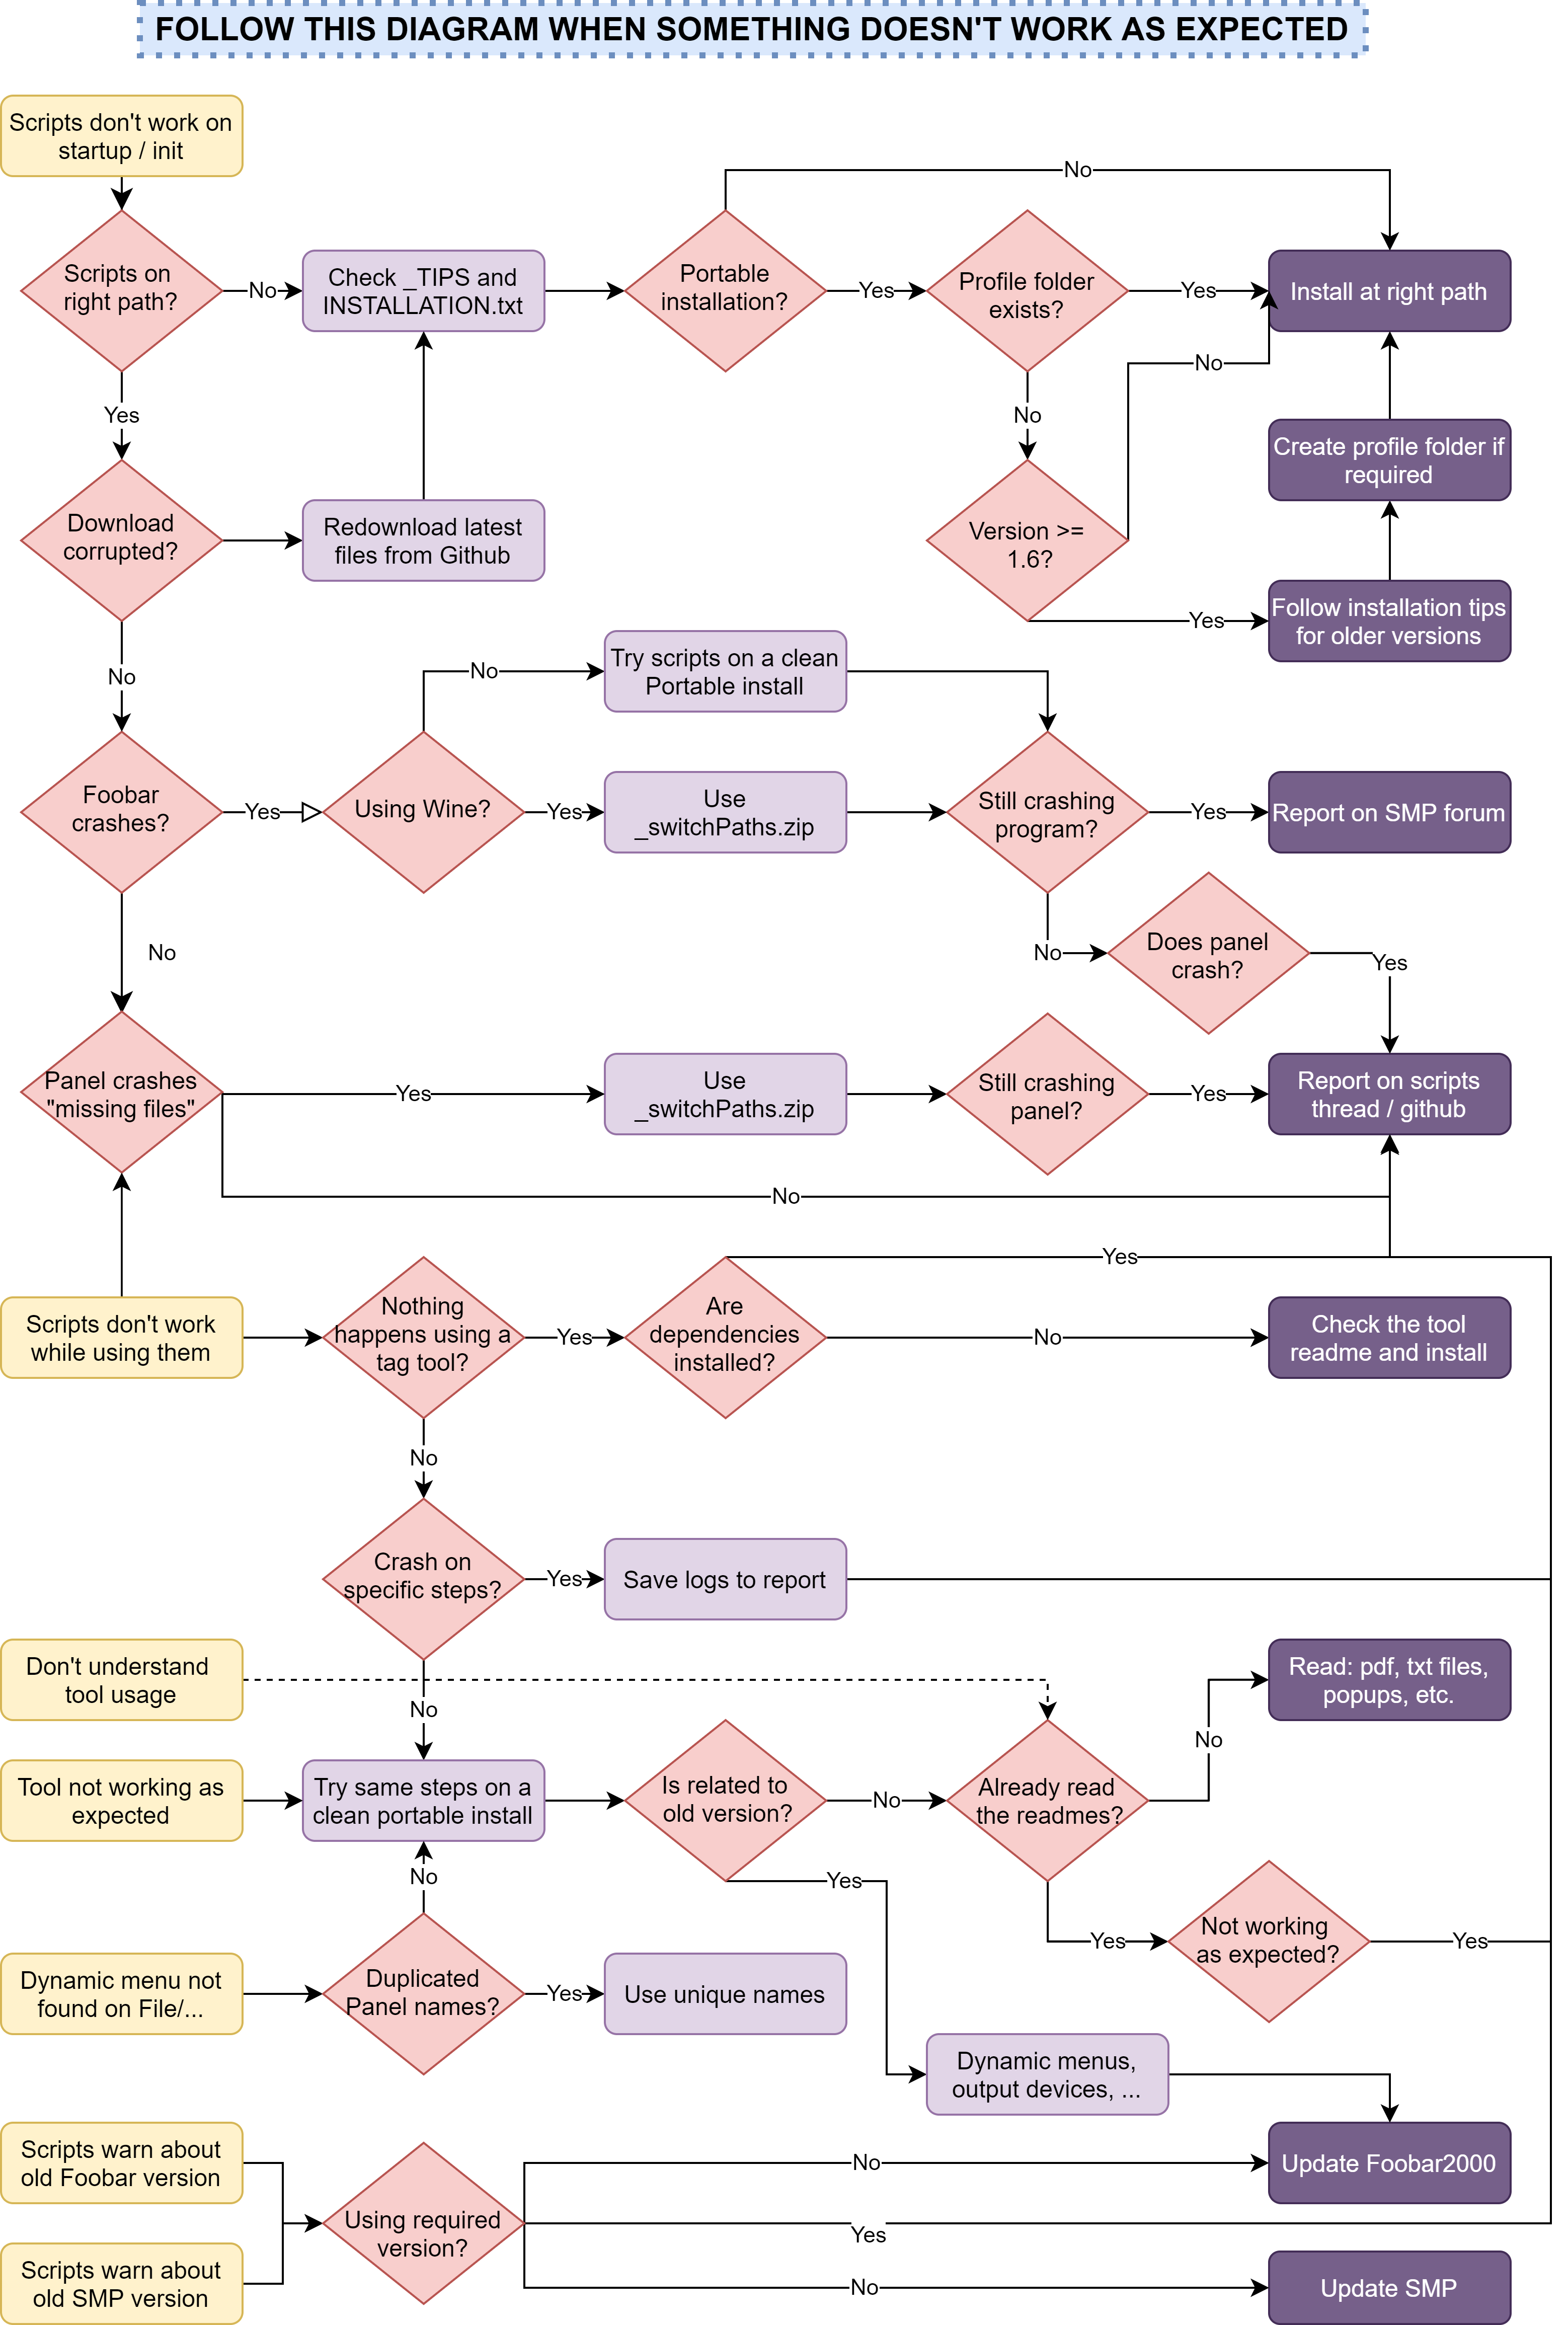 FOLLOW THIS DIAGRAM WHEN SOMETHING DOESN'T WORK AS EXPECTED
Scripts don't work on
startup / init
No
Scripts on
right path?
No
Check _TIPS and
INSTALLATION.txt
Portable
installation?
Yes
Profile folder
exists?
Yes
Install at right path
No
Yes
No
Create profile folder if
required
Download
corrupted?
Redownload latest
files from Github
Version >=
1.6?
Yes
Follow installation tips
for older versions
No
No
Try scripts on a clean
Portable install
Foobar
crashes?
Yes
Using Wine?
Yes
Use
_switchPaths.zip
Still crashing
program?
Yes
Report on SMP forum
No
No
Does panel
crash?
Yes
Panel crashes
"missing files"
Yes
Use
_switchPaths.zip
Still crashing
panel?
Yes
Report on scripts
thread / github
No
Yes
Scripts don't work
while using them
Nothing
happens using a
tag tool?
Yes
Are
dependencies
installed?
No
Check the tool
readme and install
No
Crash on
specific steps?
Yes
Save logs to report
Don't understand
tool usage
No
Read: pdf, txt files,
popups, etc.
No
Tool not working as
expected
Try same steps on a
clean portable install
Is related to
old version?
No
Already read
the readmes?
No
Yes
Yes
Not working
as expected?
Yes
Dynamic menu not
found on File/...
Duplicated
Panel names?
Yes
Use unique names
Dynamic menus,
output devices, ...
Scripts warn about
old Foobar version
No
Update Foobar2000
Using required
version?
Yes
Scripts warn about
old SMP version
No
Update SMP